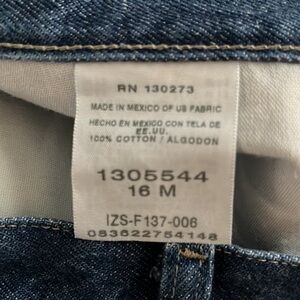 RN 130273
MADE IN MEXICO OF US FABRIC
HECHO EN MEXICO CON TELA DE
EE.UU.
100% COTTON / ALGODON
1305544
16 M
IZS-F137-006
083622754148